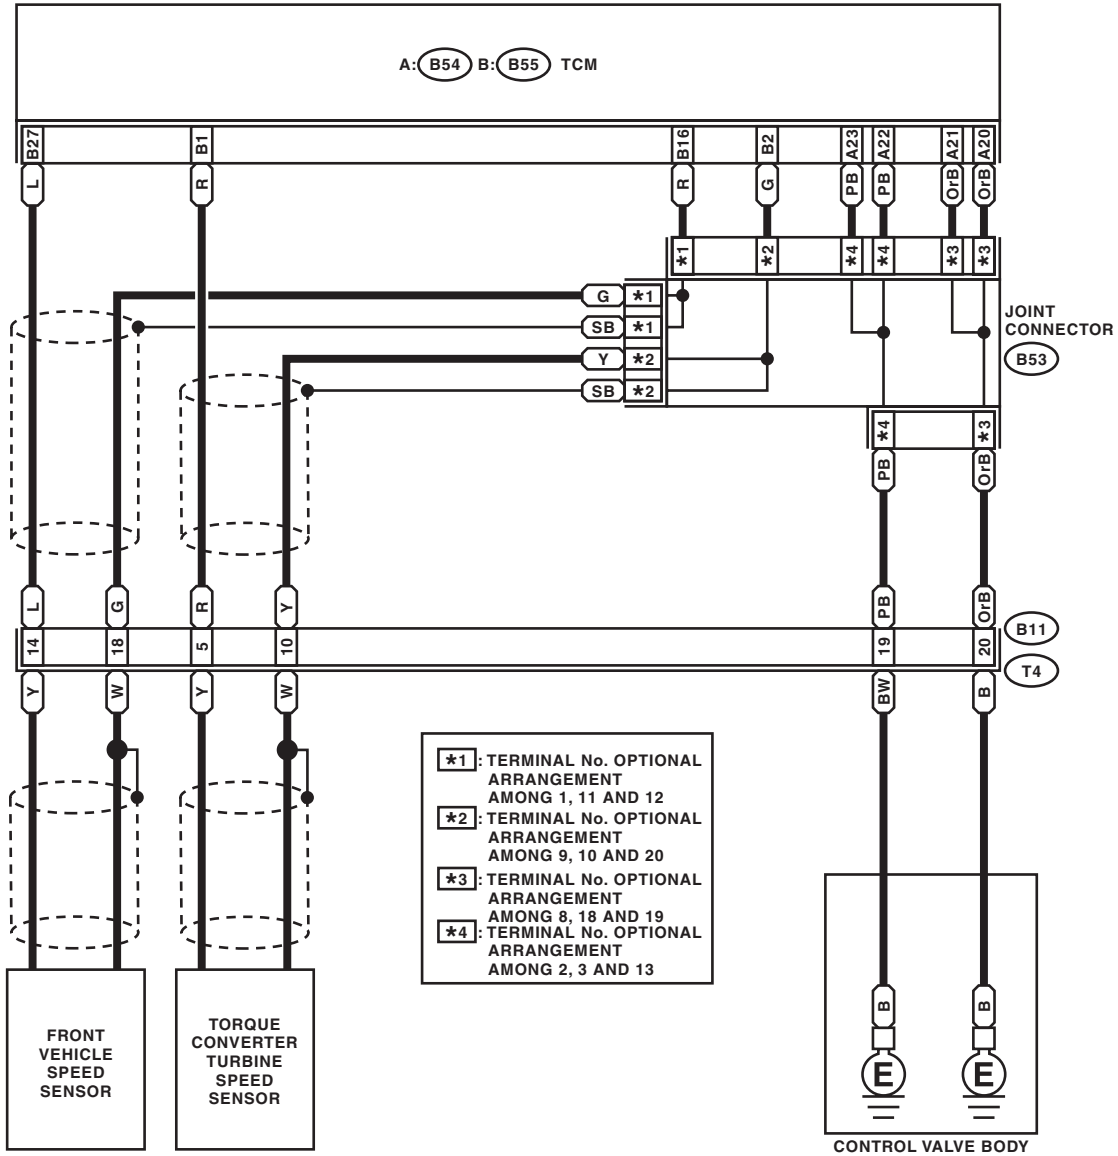 A: B54 B: B55 TCM
B27 B1 B16 B2 A23 A22 A21 A20
L R R G PB PB OrB OrB
*1 *2 *4 *4 *3 *3
G *1
SB *1
Y *2
SB *2
JOINT
CONNECTOR
B53
*4 *3
PB OrB
L G R Y PB OrB
B11
14 18 5 10 19 20
T4
Y W Y W BW B
*1 : TERMINAL No. OPTIONAL
ARRANGEMENT
AMONG 1, 11 AND 12
*2 : TERMINAL No. OPTIONAL
ARRANGEMENT
AMONG 9, 10 AND 20
*3 : TERMINAL No. OPTIONAL
ARRANGEMENT
AMONG 8, 18 AND 19
*4 : TERMINAL No. OPTIONAL
ARRANGEMENT
AMONG 2, 3 AND 13
B B
E E
FRONT
VEHICLE
SPEED
SENSOR
TORQUE
CONVERTER
TURBINE
SPEED
SENSOR
CONTROL VALVE BODY